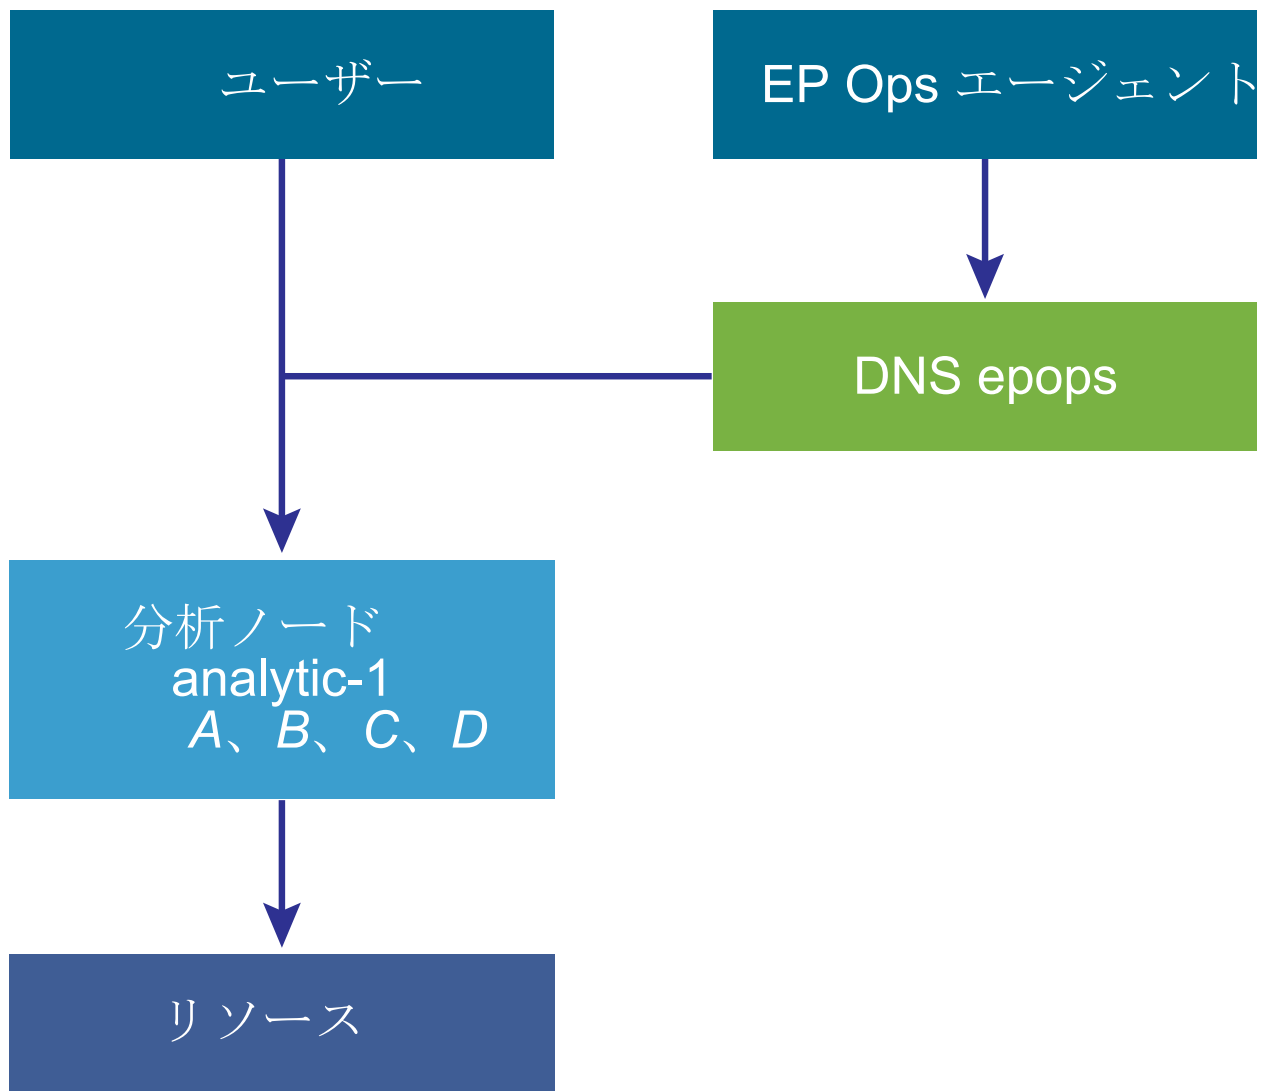 ユーザー
EP Ops エージェント
DNS epops
分析ノード
analytic-1
A、B、C、D
リソース